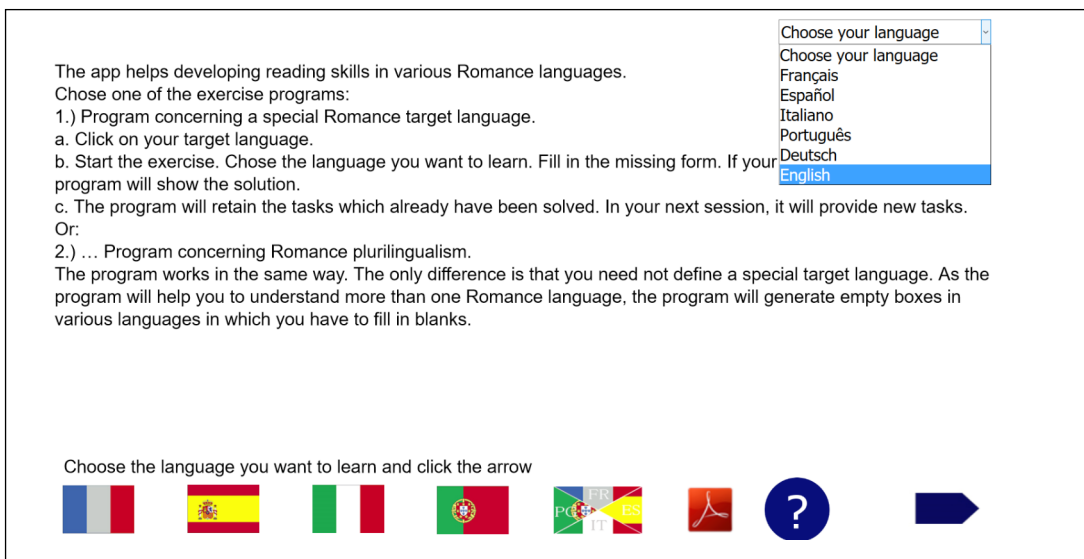 Choose your language
Choose your language
Français
Español
Italiano
Português
Deutsch
English
The app helps developing reading skills in various Romance languages.
Chose one of the exercise programs:
1.) Program concerning a special Romance target language.
a. Click on your target language.
b. Start the exercise. Chose the language you want to learn. Fill in the missing form. If your
program will show the solution.
c. The program will retain the tasks which already have been solved. In your next session, it will provide new tasks.
Or:
2.) … Program concerning Romance plurilingualism.
The program works in the same way. The only difference is that you need not define a special target language. As the
program will help you to understand more than one Romance language, the program will generate empty boxes in
various languages in which you have to fill in blanks.
Choose the language you want to learn and click the arrow
FR
PO ES
IT
?